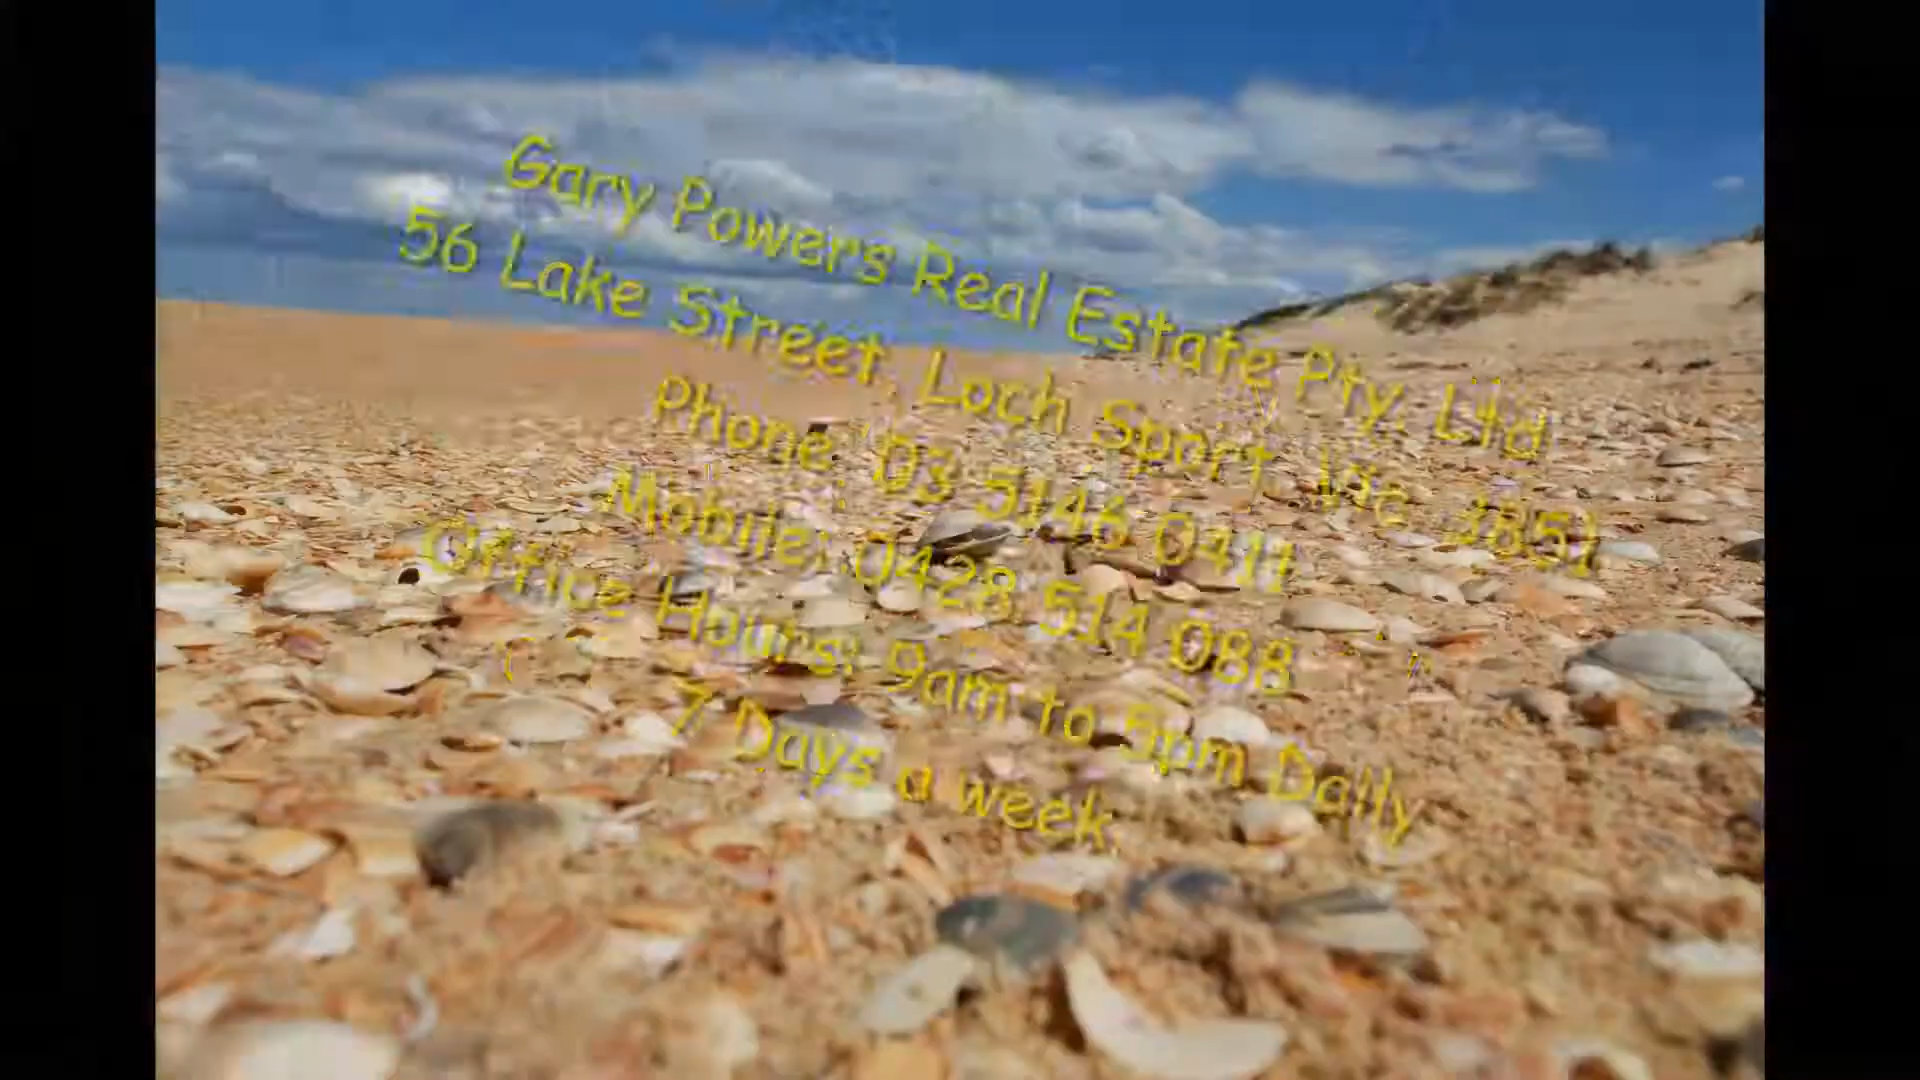 Gary Powers Real Estate Pty. Ltd
56 Lake Street, Loch Sport, Vic 3851
Phone: 03 5146 0411
Mobile: 0428 514 088
Office Hours: 9am to 5pm Daily
7 Days a week.